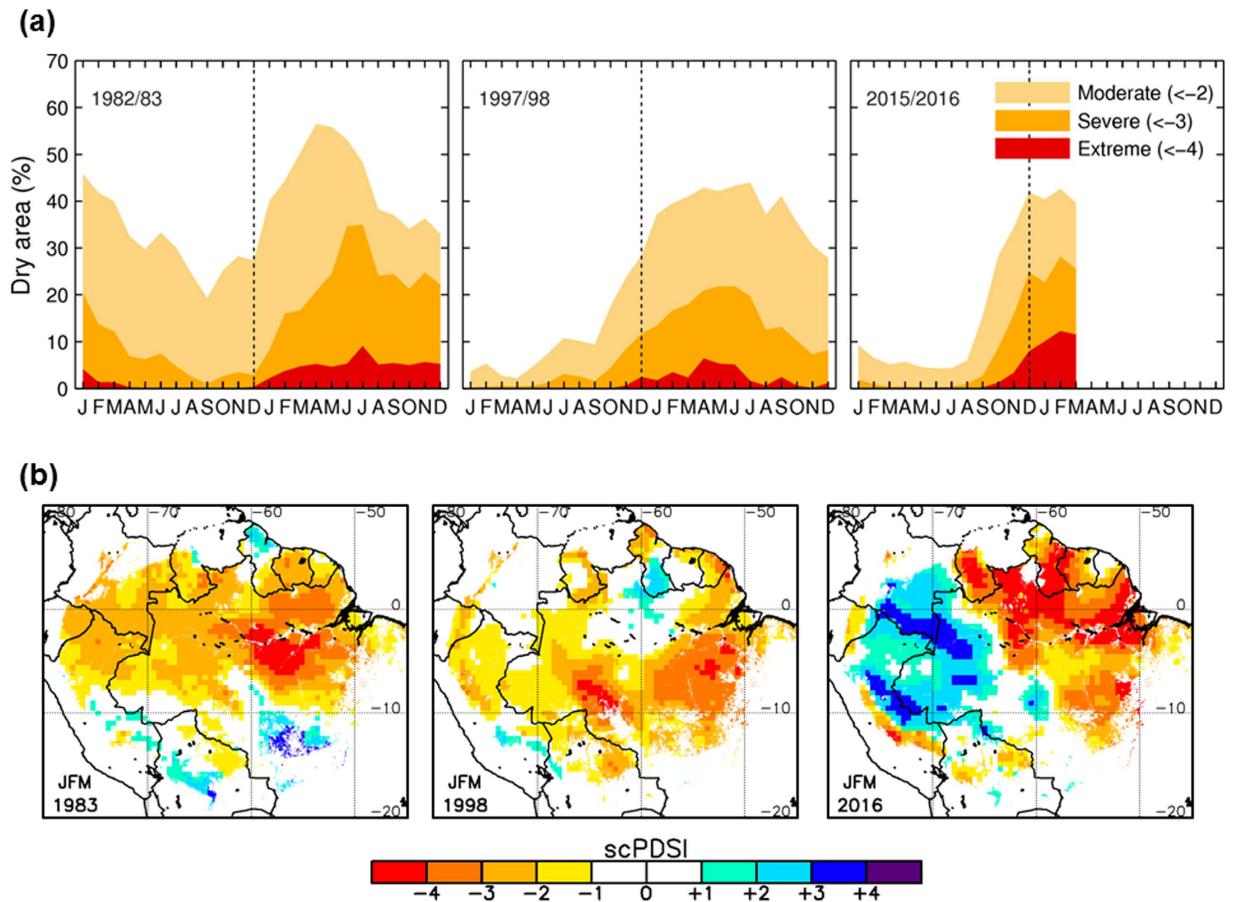 (a)
70
60
50
40
30
20
10
0
Dry area (%)
1982/83
1997/98
2015/2016
Moderate (<-2)
Severe (<-3)
Extreme (<-4)
J FMAMJ J ASOND J FMAMJ J ASOND
J FMAMJ J ASOND J FMAMJ J ASOND
J FMAMJ J ASOND J FMAMJ J ASOND
(b)
-80 -70 -60 -50
0
-10
-20
JFM
1983
-80 -70 -60 -50
0
-10
-20
JFM
1998
-80 -70 -60 -50
0
-10
-20
JFM
2016
scPDSI
-4 -3 -2 -1 0 +1 +2 +3 +4